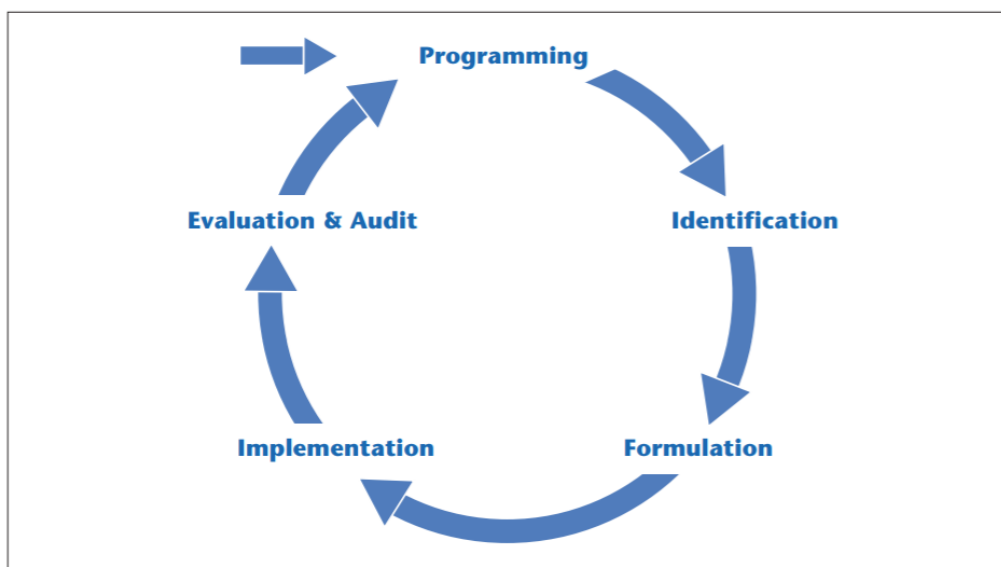 Programming
Identification
Formulation
Implementation
Evaluation & Audit